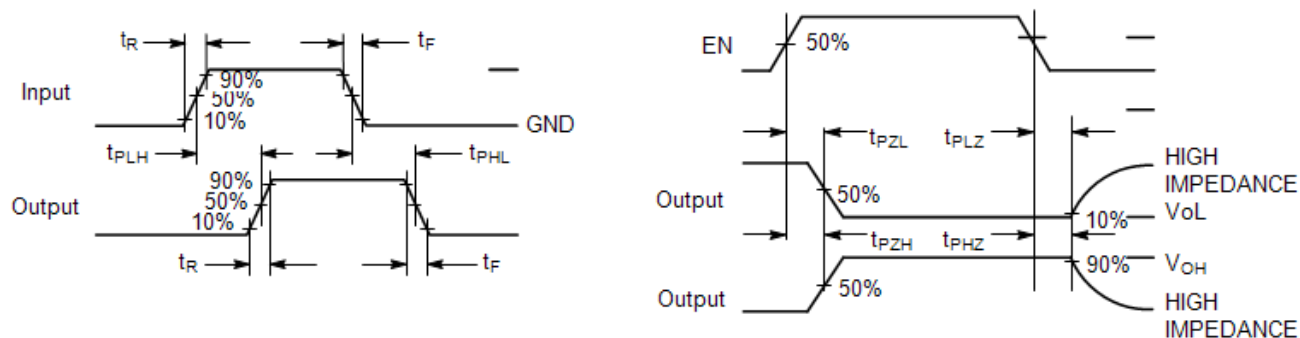 tR
tF
Input
90%
50%
10%
GND
tPLH
tPHL
Output
90%
50%
10%
tR
tF
EN
50%
tPZL
tPLZ
Output
50%
10%
HIGH
IMPEDANCE
VoL
tPZH
tPHZ
Output
50%
90%
VOH
HIGH
IMPEDANCE